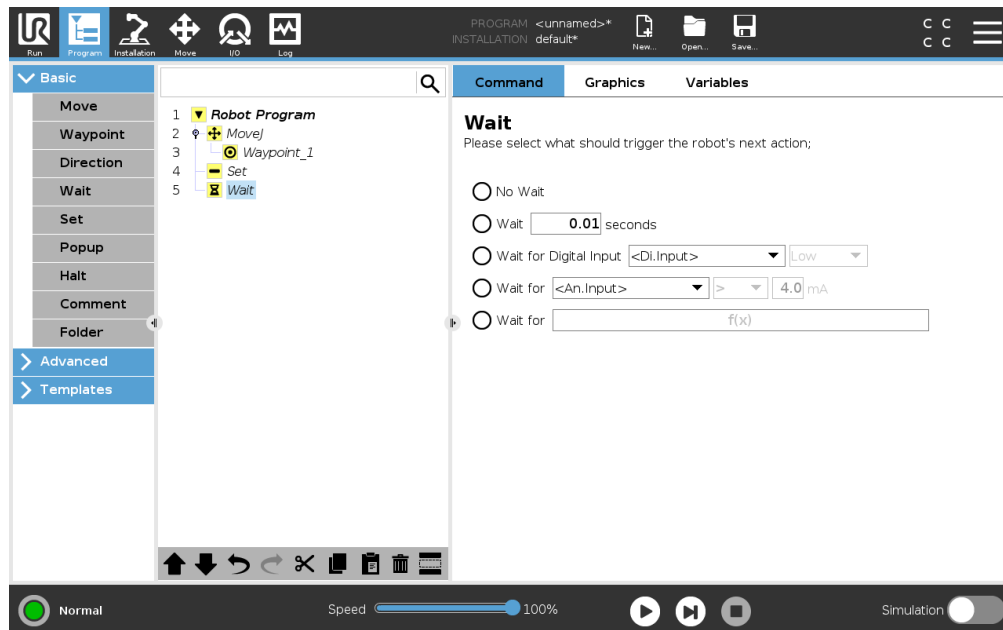 PROGRAM <unnamed>*
INSTALLATION default*
Run Program Installation Move I/O Log New... Open... Save...
C C
C C
Basic
Move
Waypoint
Direction
Wait
Set
Popup
Halt
Comment
Folder
Advanced
Templates
1 Robot Program
2 MoveJ
3 Waypoint_1
4 Set
5 Wait
Command Graphics Variables
Wait
Please select what should trigger the robot's next action;
No Wait
Wait 0.01 seconds
Wait for Digital Input <Di.Input> Low
Wait for <An.Input> > 4.0 mA
Wait for f(x)
Normal Speed 100% Simulation